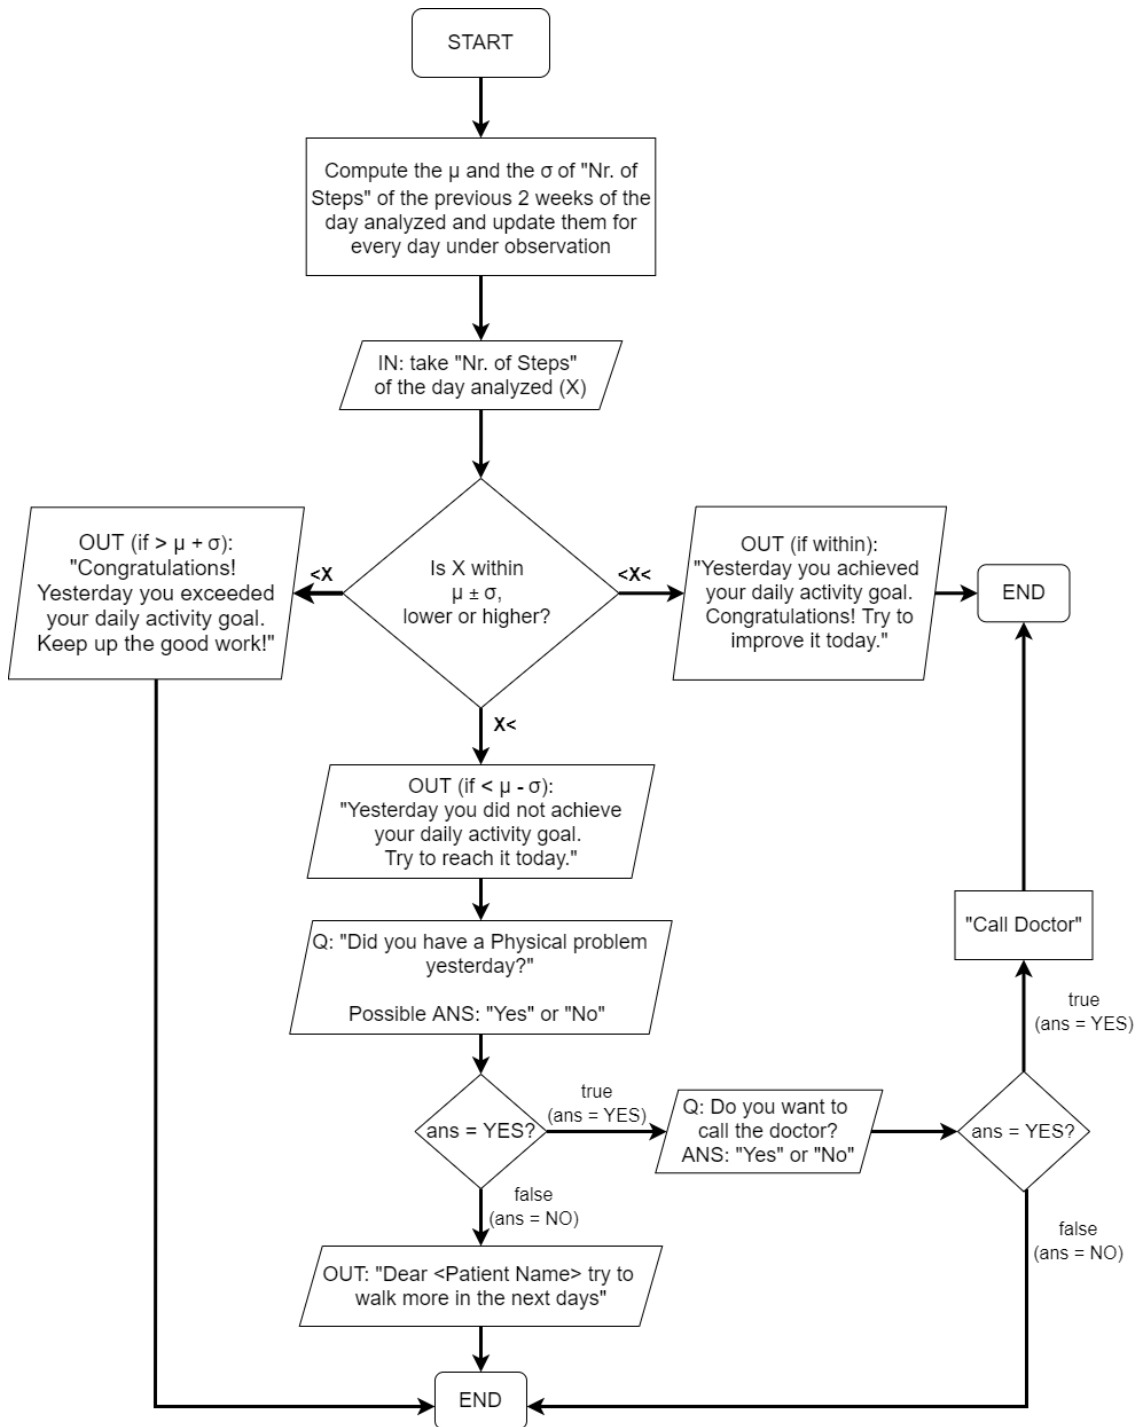 START
Compute the μ and the σ of "Nr. of
Steps" of the previous 2 weeks of the
day analyzed and update them for
every day under observation
IN: take "Nr. of Steps"
of the day analyzed (X)
Is X within
μ ± σ,
lower or higher?
<X
OUT (if > μ + σ):
"Congratulations!
Yesterday you exceeded
your daily activity goal.
Keep up the good work!"
<X<
OUT (if within):
"Yesterday you achieved
your daily activity goal.
Congratulations! Try to
improve it today."
END
X<
OUT (if < μ - σ):
"Yesterday you did not achieve
your daily activity goal.
Try to reach it today."
Q: "Did you have a Physical problem
yesterday?"
Possible ANS: "Yes" or "No"
ans = YES?
true
(ans = YES)
Q: Do you want to
call the doctor?
ANS: "Yes" or "No"
ans = YES?
true
(ans = YES)
"Call Doctor"
false
(ans = NO)
false
(ans = NO)
OUT: "Dear <Patient Name> try to
walk more in the next days"
END